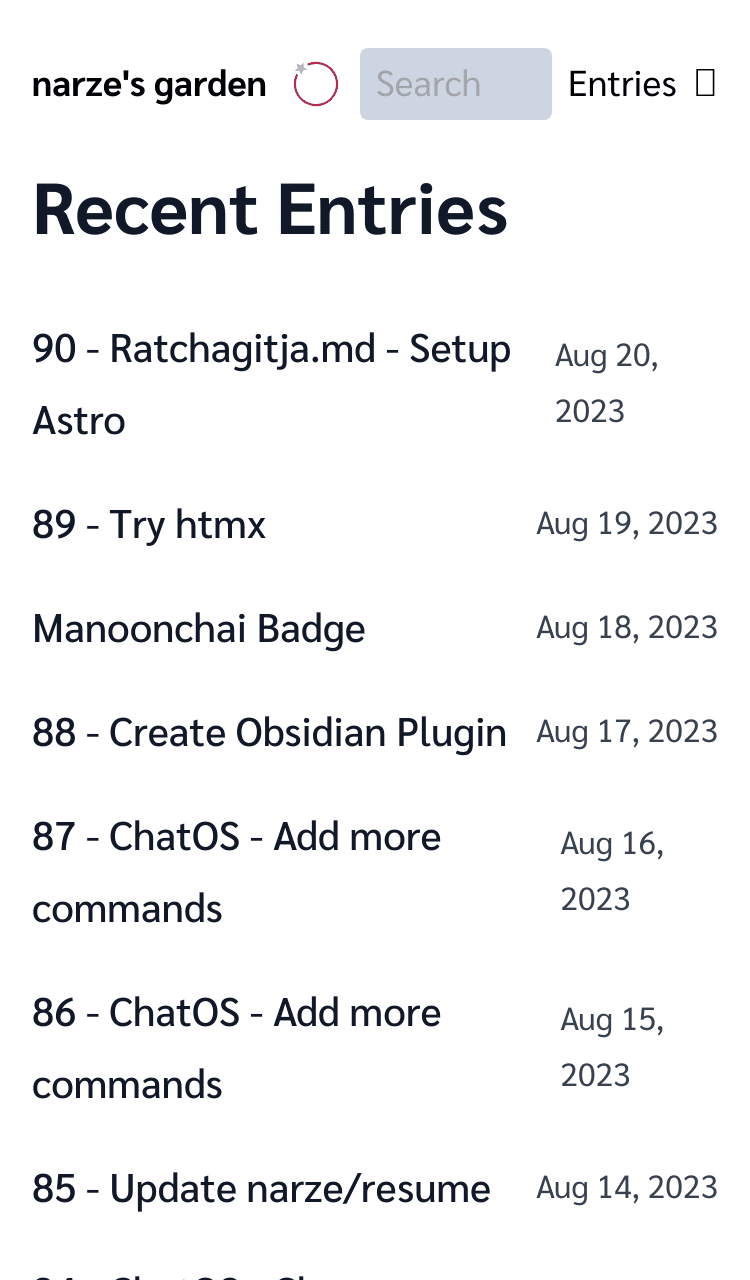 narze's garden
Search
Entries
Recent Entries
90 - Ratchagitja.md - Setup
Astro
Aug 20,
2023
89 - Try htmx
Aug 19, 2023
Manoonchai Badge
Aug 18, 2023
88 - Create Obsidian Plugin
Aug 17, 2023
87 - ChatOS - Add more
commands
Aug 16,
2023
86 - ChatOS - Add more
commands
Aug 15,
2023
85 - Update narze/resume
Aug 14, 2023